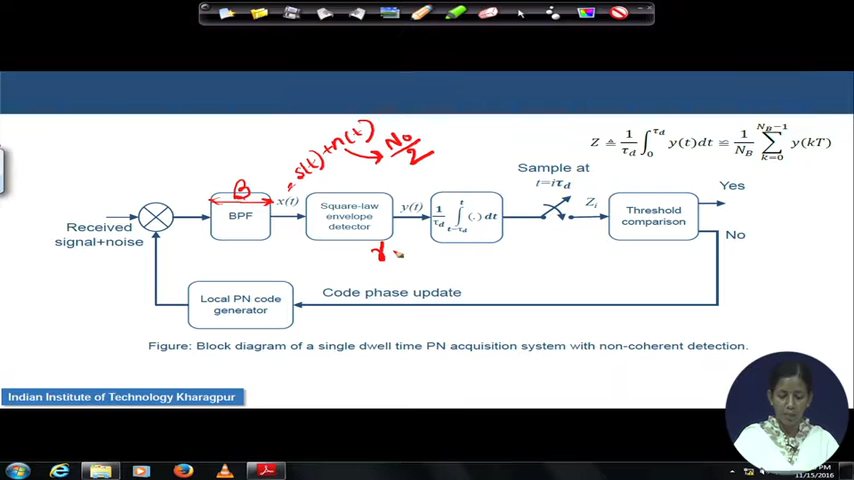 = s(t) + n(t) → N0/2
Z ≜ 1/τd ∫0^τd y(t)dt ≅ 1/NB ∑k=0^NB−1 y(kT)
Sample at
t=iτd
B
BPF
x(t)
Square-law
envelope
detector
y(t)
1/τd ∫t−τd^t (.) dt
Zi
Threshold
comparison
Yes
No
Received
signal+noise
γ
Local PN code
generator
Code phase update
Figure: Block diagram of a single dwell time PN acquisition system with non-coherent detection.
Indian Institute of Technology Kharagpur
11/15/2016